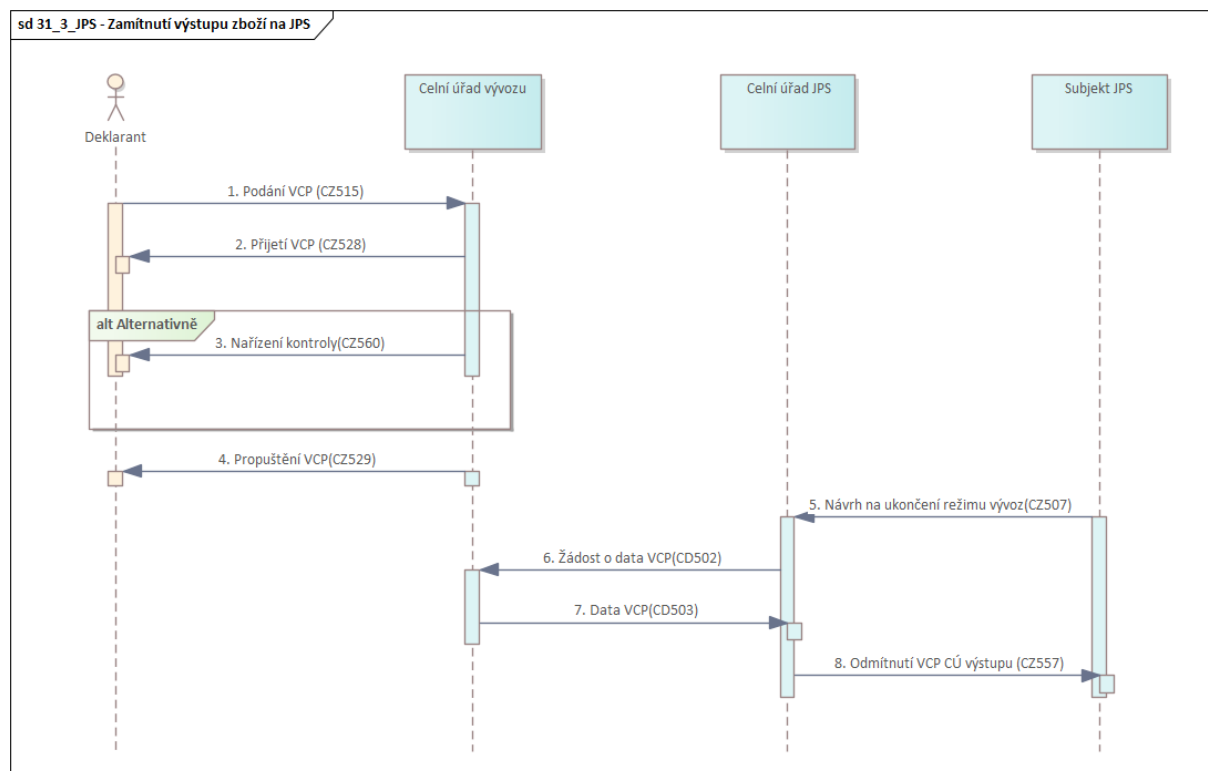 sd 31_3_JPS - Zamítnutí výstupu zboží na JPS
Deklarant
Celní úřad vývozu
Celní úřad JPS
Subjekt JPS
1. Podání VCP (CZ515)
2. Přijetí VCP (CZ528)
alt Alternativně
3. Nařízení kontroly(CZ560)
4. Propuštění VCP(CZ529)
5. Návrh na ukončení režimu vývoz(CZ507)
6. Žádost o data VCP(CD502)
7. Data VCP(CD503)
8. Odmítnutí VCP CÚ výstupu (CZ557)